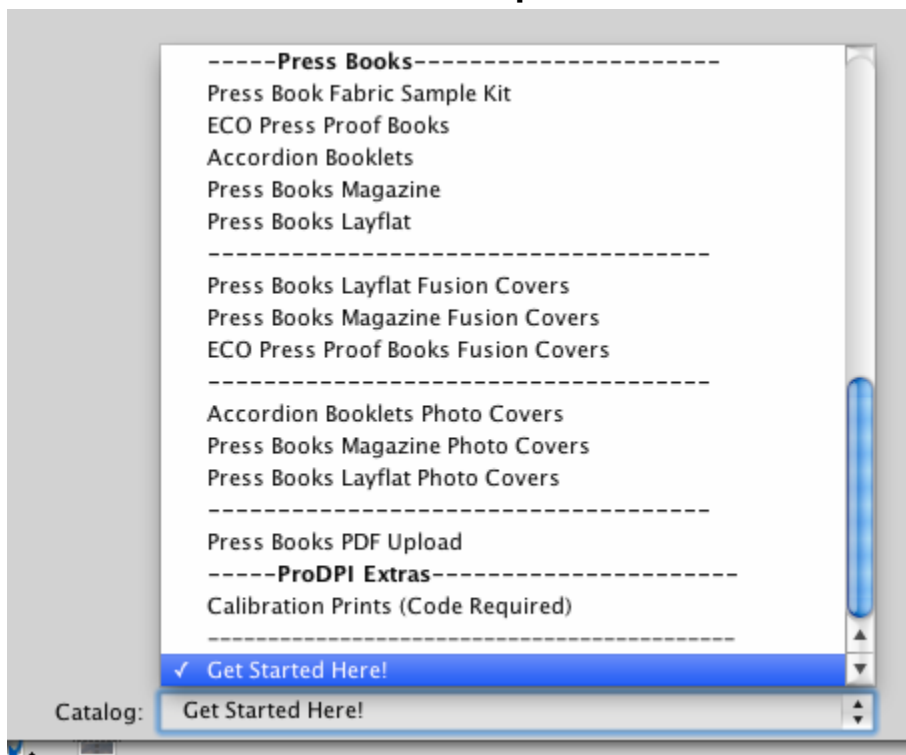 -----Press Books----------------------
Press Book Fabric Sample Kit
ECO Press Proof Books
Accordion Booklets
Press Books Magazine
Press Books Layflat
------------------------------------
Press Books Layflat Fusion Covers
Press Books Magazine Fusion Covers
ECO Press Proof Books Fusion Covers
------------------------------------
Accordion Booklets Photo Covers
Press Books Magazine Photo Covers
Press Books Layflat Photo Covers
------------------------------------
Press Books PDF Upload
-----ProDPI Extras----------------------
Calibration Prints (Code Required)
--------------------------------------------
✓ Get Started Here!
Catalog: Get Started Here!